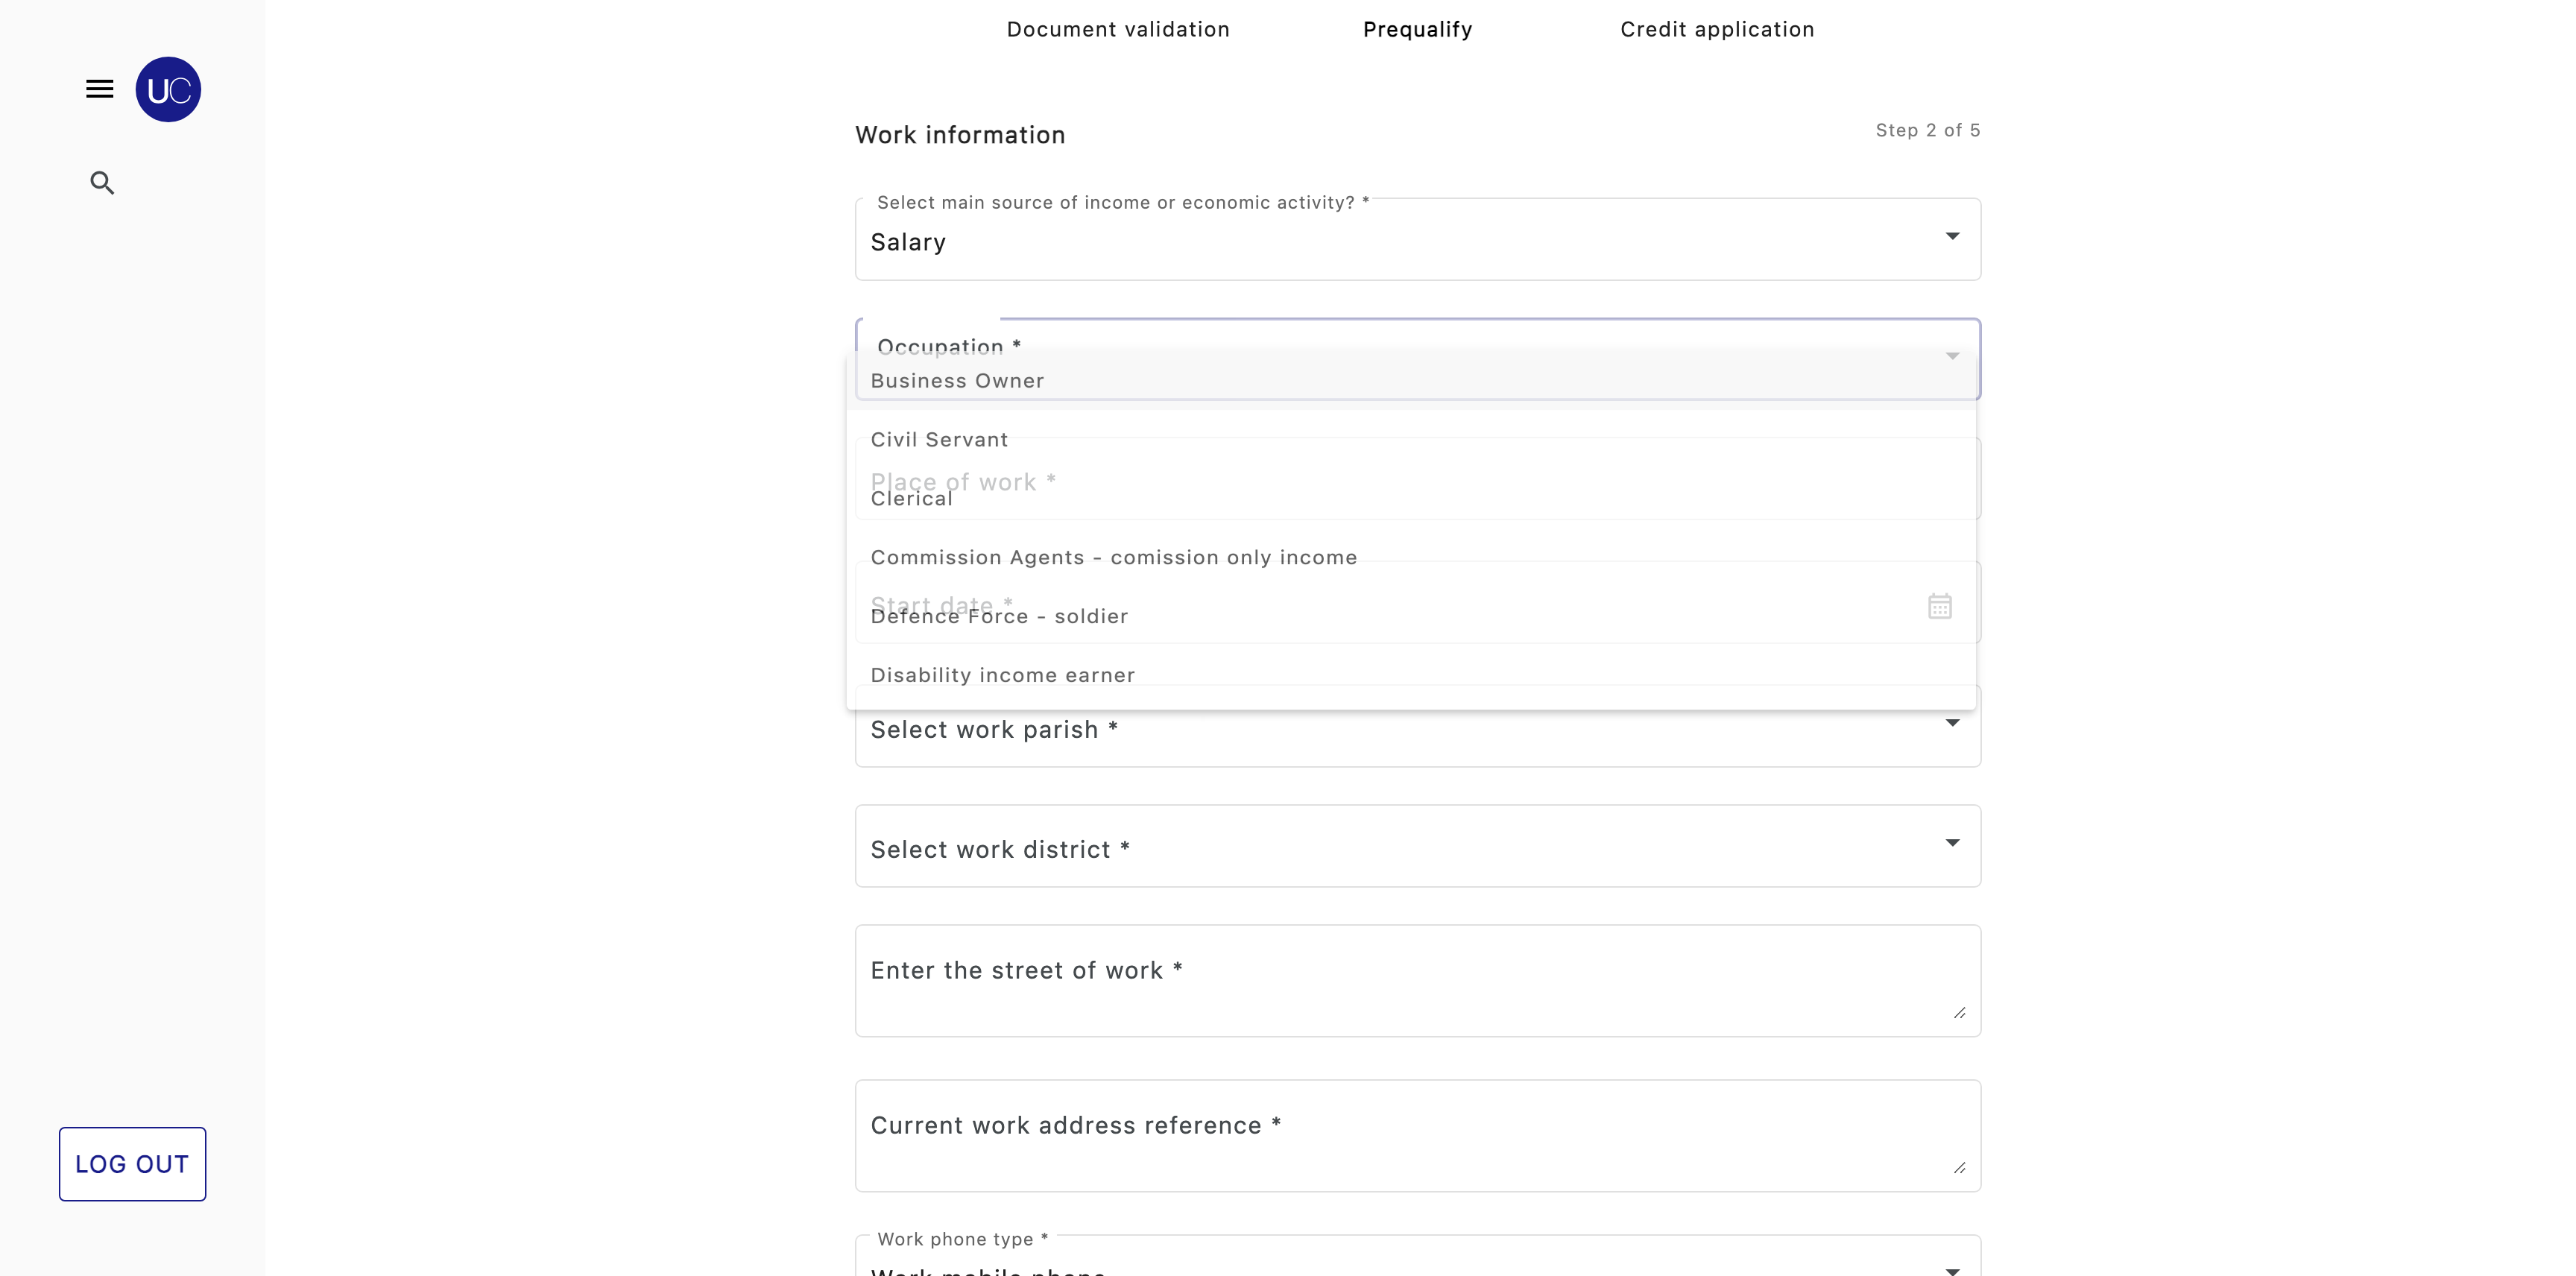 Document validation
Prequalify
Credit application
UC
Work information
Step 2 of 5
Select main source of income or economic activity? *
Salary
Occupation *
Business Owner
Civil Servant
Place of work *
Clerical
Commission Agents - comission only income
Start date *
Defence Force - soldier
Disability income earner
Select work parish *
Select work district *
Enter the street of work *
Current work address reference *
LOG OUT
Work phone type *
Work mobile phone